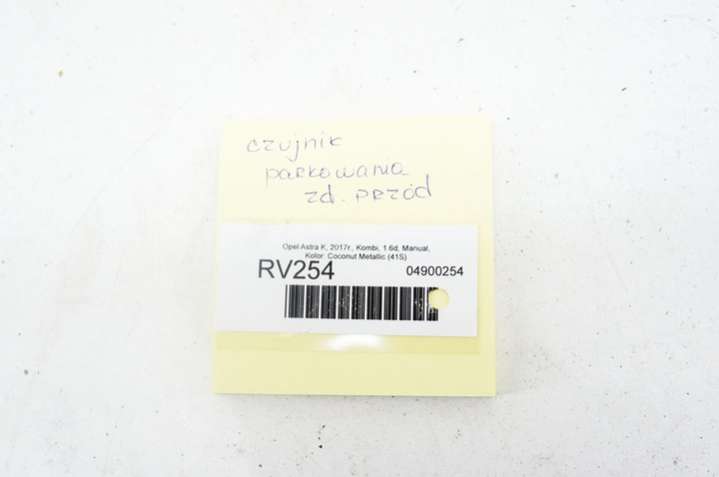 czujnik
parkowania
zd. przód
Opel Astra K, 2017r., Kombi, 1.6d, Manual,
Kolor: Coconut Metallic (41S)
RV254 04900254